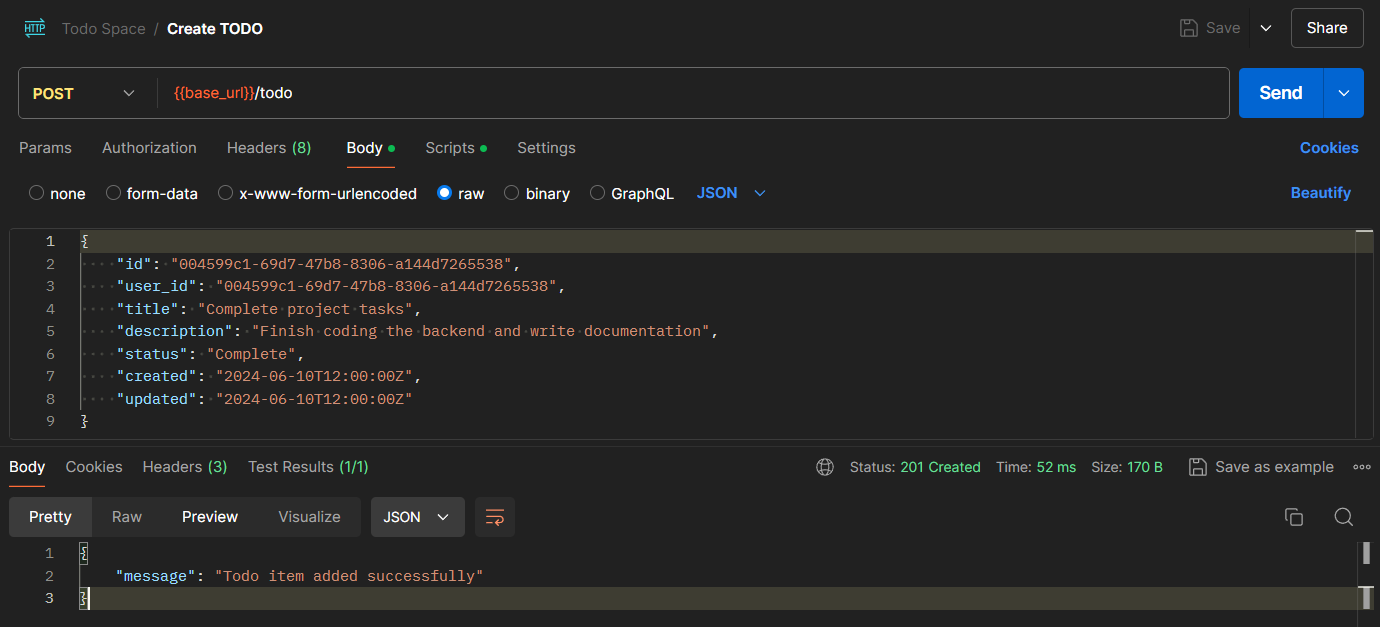 HTTP Todo Space / Create TODO Save Share
POST {{base_url}}/todo Send
Params Authorization Headers (8) Body Scripts Settings Cookies
none form-data x-www-form-urlencoded raw binary GraphQL JSON Beautify
1 {
2 "id": "004599c1-69d7-47b8-8306-a144d7265538",
3 "user_id": "004599c1-69d7-47b8-8306-a144d7265538",
4 "title": "Complete project tasks",
5 "description": "Finish coding the backend and write documentation",
6 "status": "Complete",
7 "created": "2024-06-10T12:00:00Z",
8 "updated": "2024-06-10T12:00:00Z"
9 }
Body Cookies Headers (3) Test Results (1/1) Status: 201 Created Time: 52 ms Size: 170 B Save as example
Pretty Raw Preview Visualize JSON
1 {
2 "message": "Todo item added successfully"
3 }